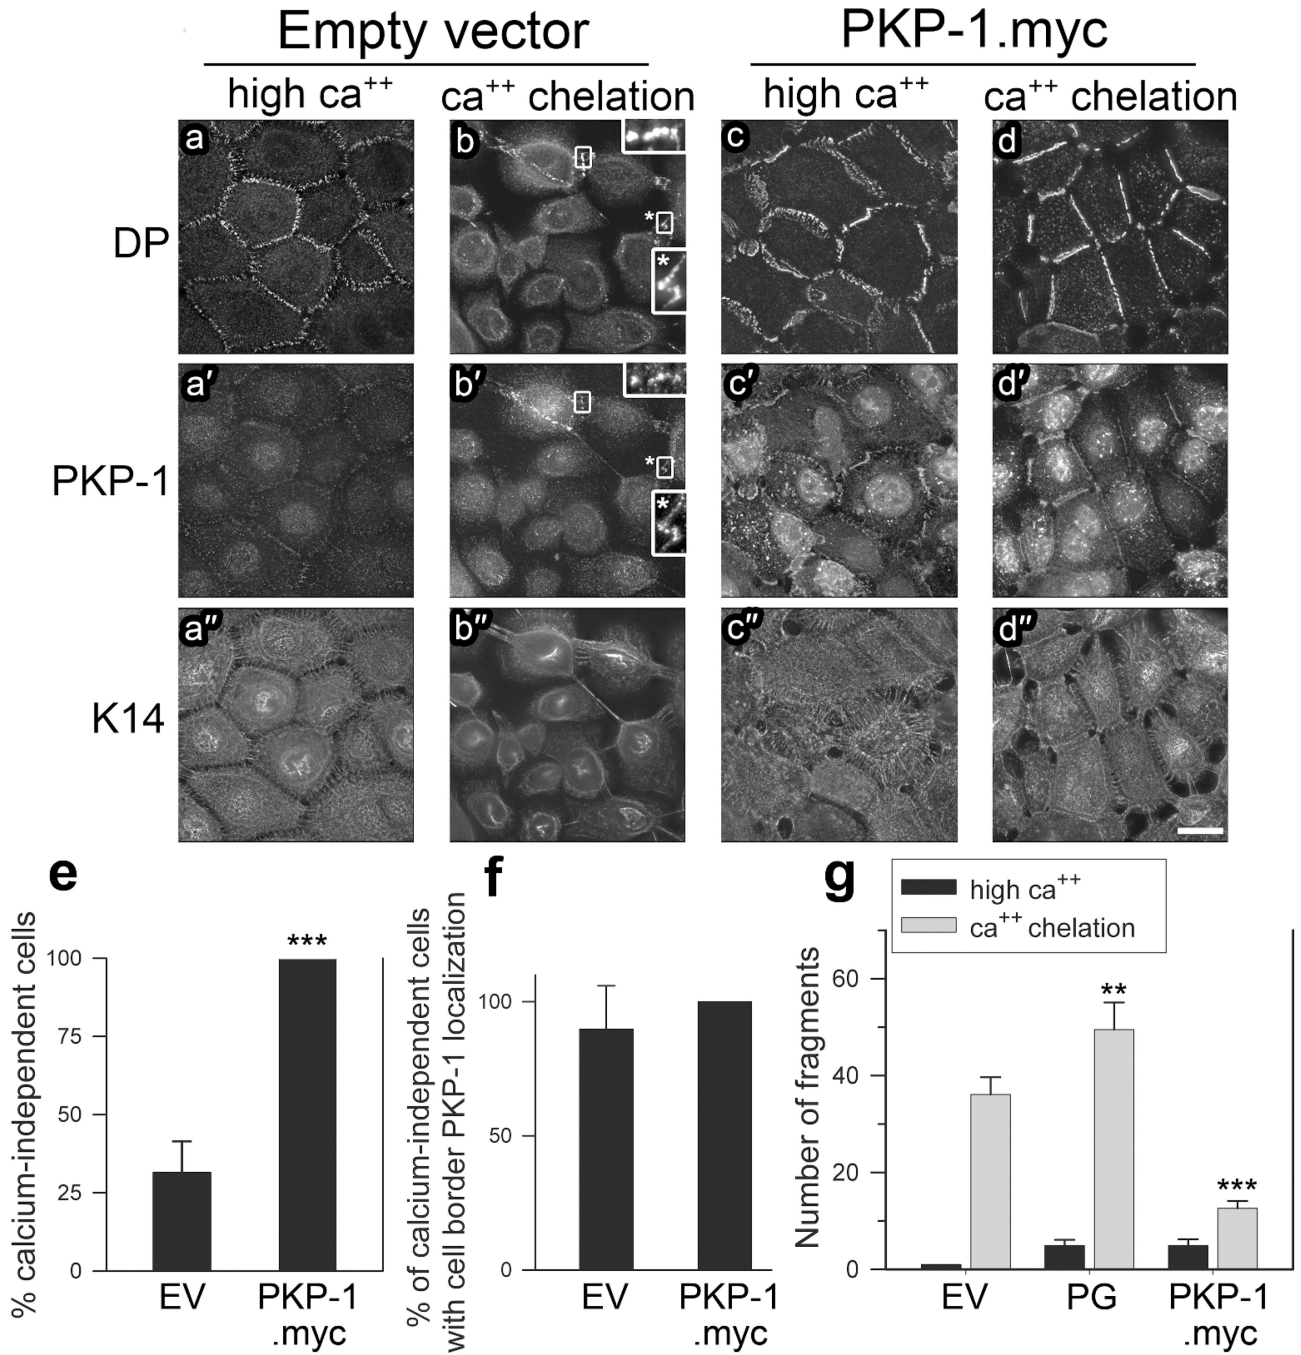 Empty vector PKP-1.myc
high ca++ ca++ chelation high ca++ ca++ chelation
a b c d
*
*
DP
a′ b′ c′ d′
*
*
PKP-1
a″ b″ c″ d″
K14
e f g
high ca++
ca++ chelation
% calcium-independent cells
100
75
50
25
0
***
EV PKP-1
.myc
% of calcium-independent cells
with cell border PKP-1 localization
100
50
0
EV PKP-1
.myc
Number of fragments
60
40
20
0
**
***
EV PG PKP-1
.myc